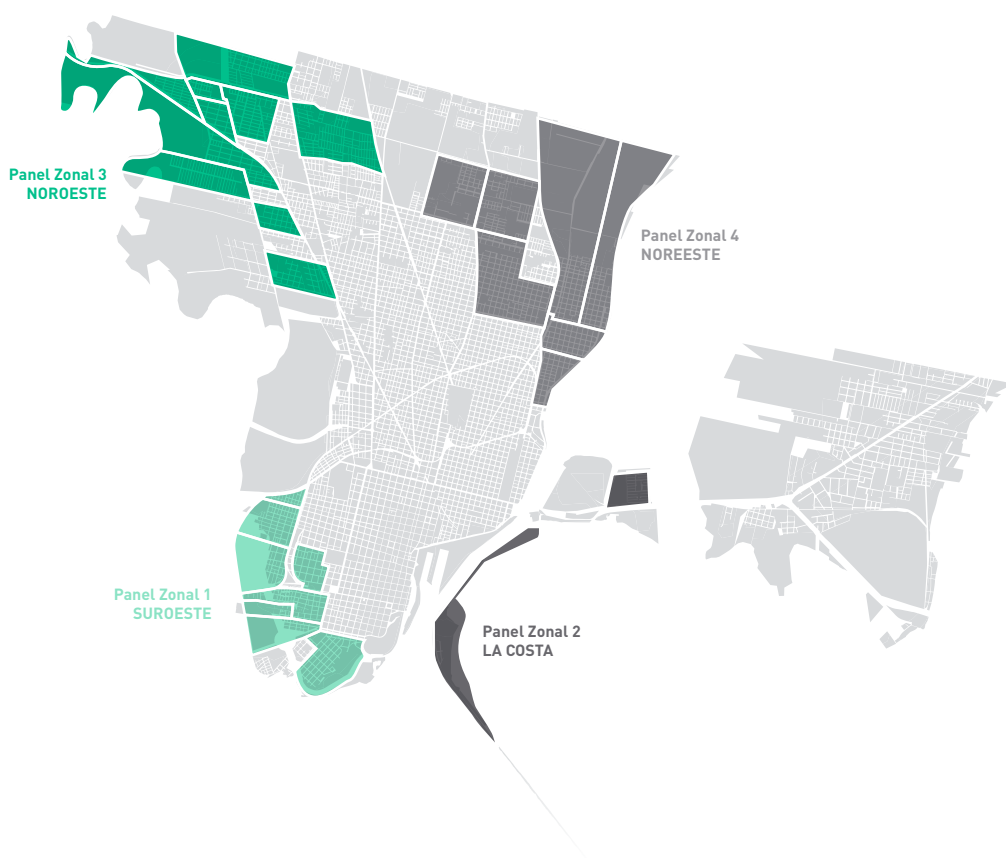 Panel Zonal 3
NOROESTE
Panel Zonal 4
NOREESTE
Panel Zonal 1
SUROESTE
Panel Zonal 2
LA COSTA